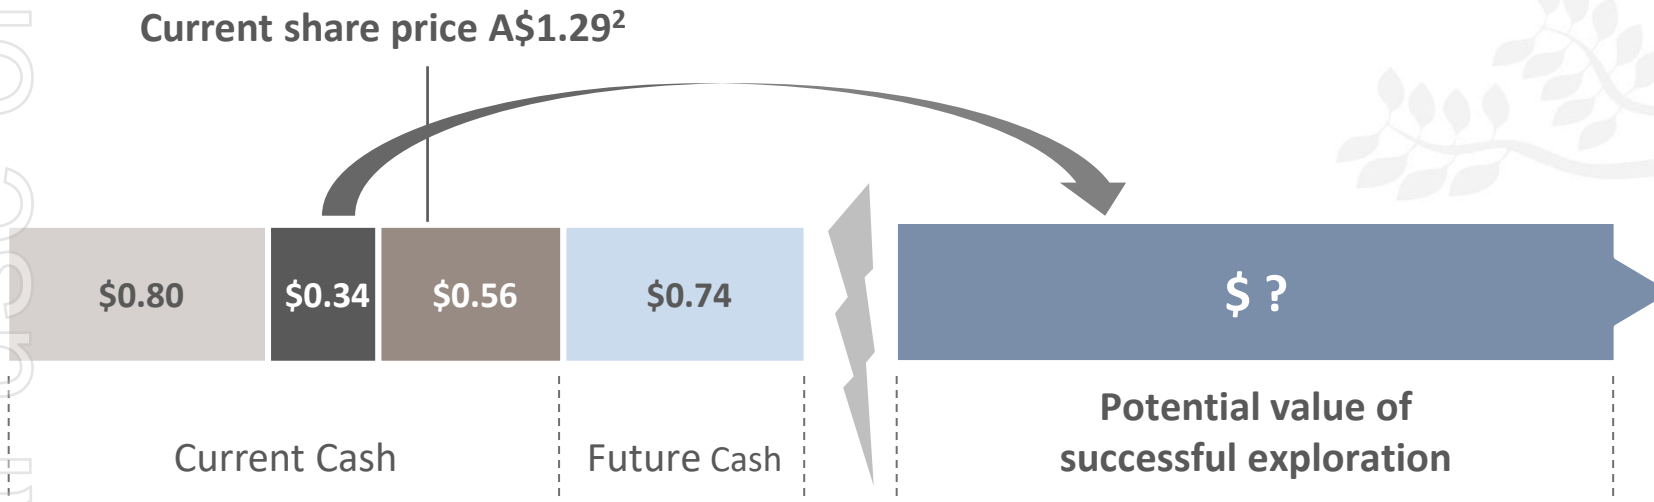 Current share price A$1.29²
$0.80 $0.34 $0.56 $0.74 $ ?
Current Cash Future Cash
Potential value of
successful exploration